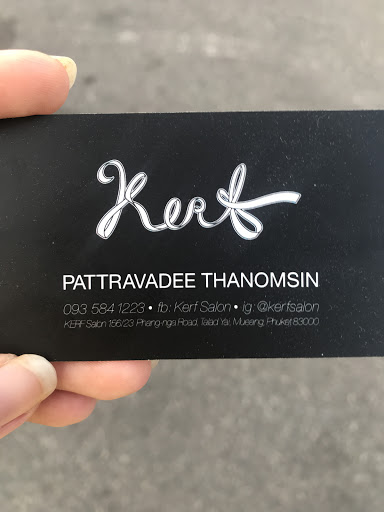 Kerf
PATTRAVADEE THANOMSIN
093 584 1223 • fb: Kerf Salon • ig: @kerfsalon
KERF Salon 156/23 Phang-nga Road, Talad Yai, Mueang, Phuket 83000